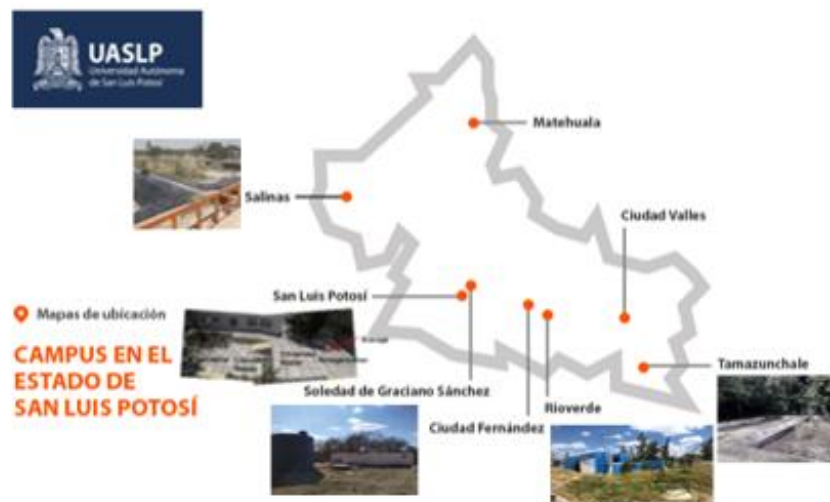 UASLP
Universidad Autónoma
de San Luis Potosí
Matehuala
Salinas
Ciudad Valles
San Luis Potosí
Mapas de ubicación
CAMPUS EN EL
ESTADO DE
SAN LUIS POTOSÍ
Tamazunchale
Soledad de Graciano Sánchez
Rioverde
Ciudad Fernández